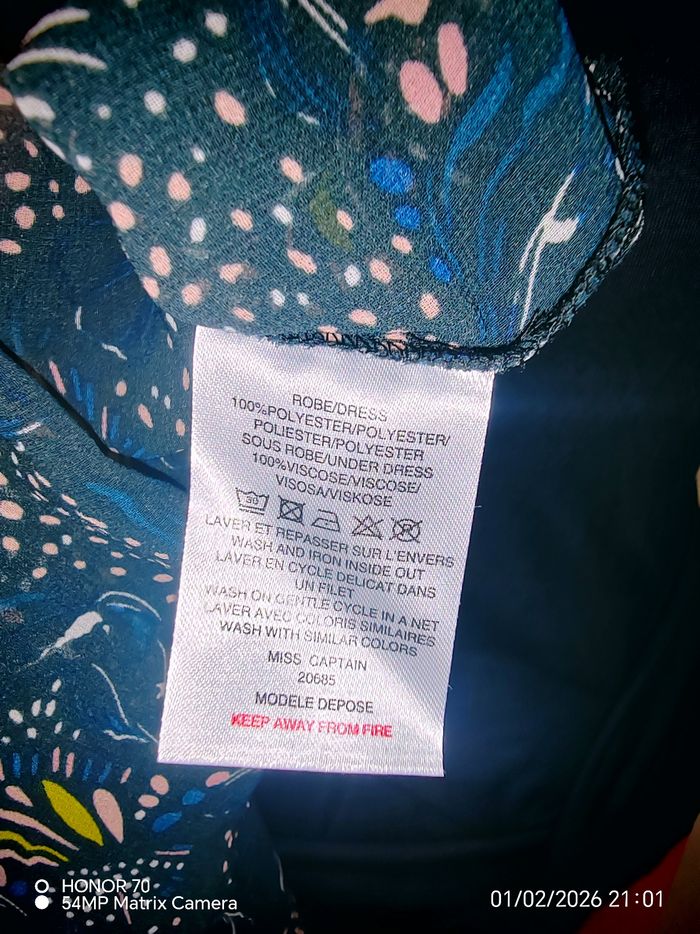 ROBE/DRESS
100%POLYESTER/POLYESTER/
POLIESTER/POLYESTER
SOUS ROBE/UNDER DRESS
100%VISCOSE/VISCOSE/
VISOSA/VISKOSE
30
LAVER ET REPASSER SUR L'ENVERS
WASH AND IRON INSIDE OUT
LAVER EN CYCLE DELICAT DANS
UN FILET
WASH ON GENTLE CYCLE IN A NET
LAVER AVEC COLORIS SIMILAIRES
WASH WITH SIMILAR COLORS
MISS CAPTAIN
20685
MODELE DEPOSE
KEEP AWAY FROM FIRE
HONOR 70
54MP Matrix Camera
01/02/2026 21:01